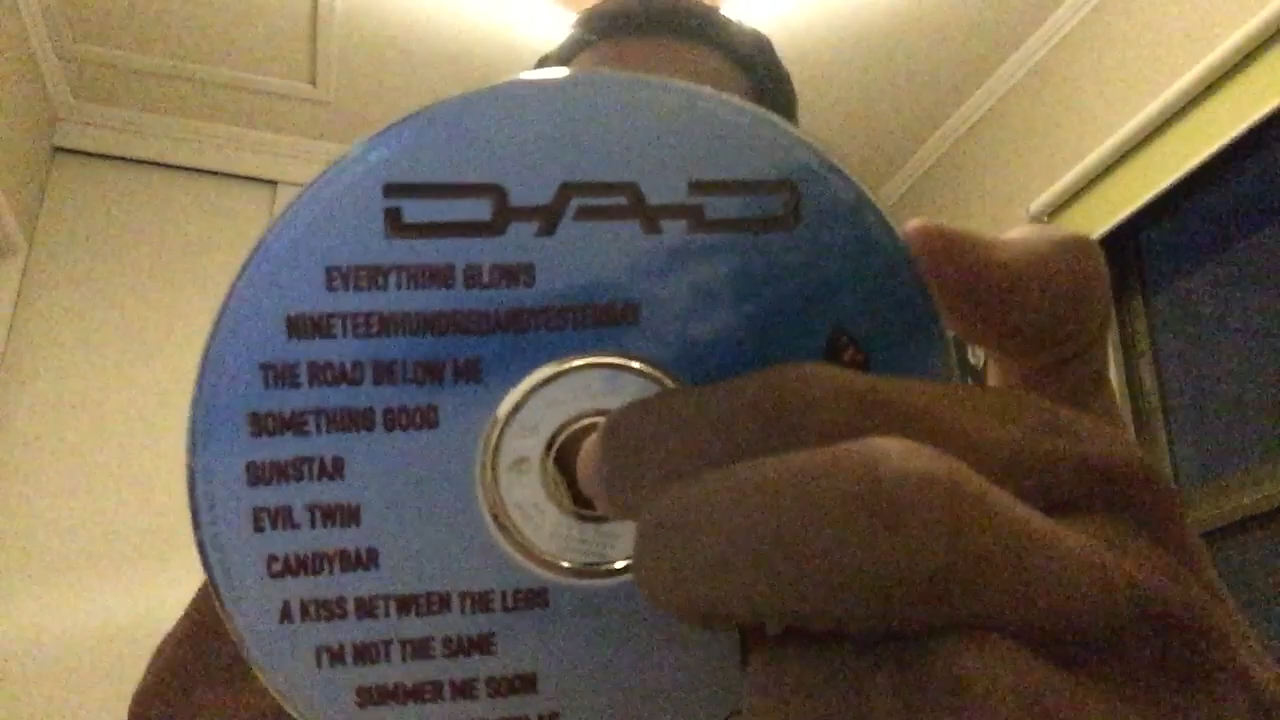 D-A-D
EVERYTHING GLOWS
NINETEENHUNDREDANDYESTERDAY
THE ROAD BELOW ME
SOMETHING GOOD
SUNSTAR
EVIL TWIN
CANDYBAR
A KISS BETWEEN THE LEGS
I'M NOT THE SAME
SUMMER ME SOON